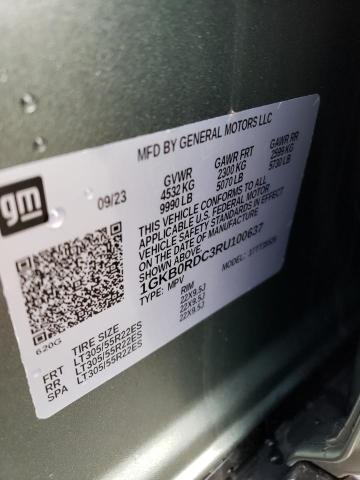 gm
MFD BY GENERAL MOTORS LLC
09/23
GVWR GAWR FRT GAWR RR
4532 KG 2300 KG 2599 KG
9990 LB 5070 LB 5730 LB
THIS VEHICLE CONFORMS TO ALL
APPLICABLE U.S. FEDERAL MOTOR
VEHICLE SAFETY STANDARDS IN EFFECT
ON THE DATE OF MANUFACTURE
SHOWN ABOVE.
1GKB0RDC3RU100637
TYPE: MPV MODEL:
620G
TIRE SIZE RIM
FRT LT305/55R22ES 22X9.5J
RR LT305/55R22ES 22X9.5J
SPA LT305/55R22ES 22X9.5J